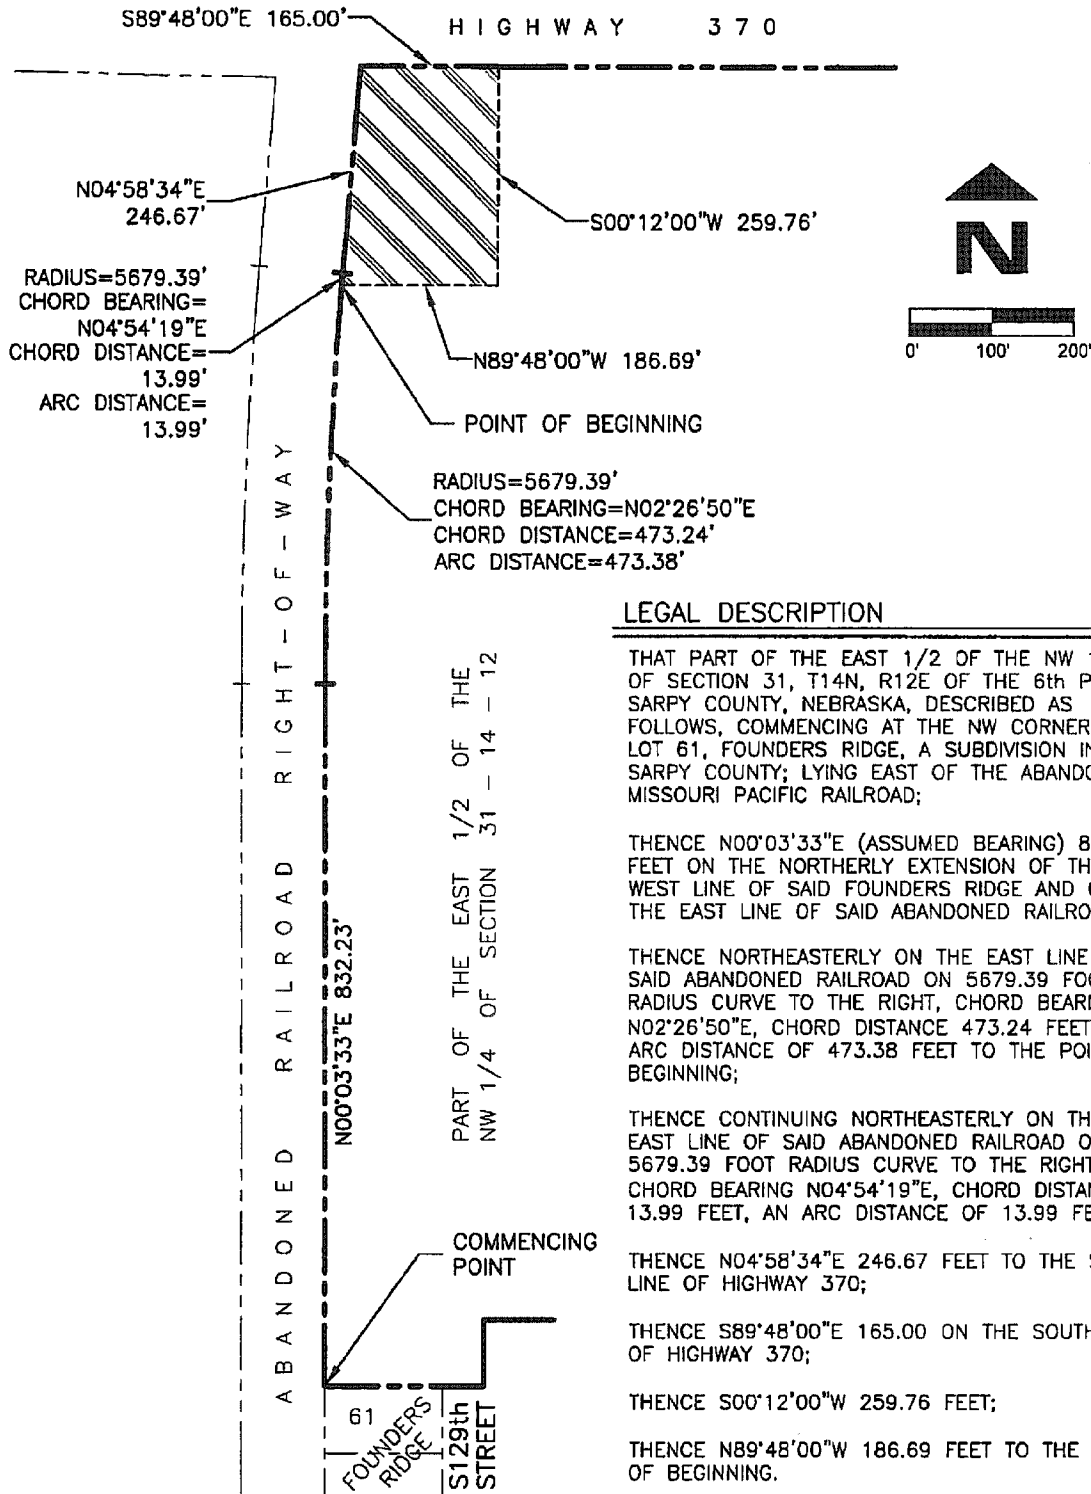 S89°48'00"E 165.00'
HIGHWAY 370
N04°58'34"E
246.67'
S00°12'00"W 259.76'
N
0' 100' 200'
RADIUS=5679.39'
CHORD BEARING=
N04°54'19"E
CHORD DISTANCE=
13.99'
ARC DISTANCE=
13.99'
N89°48'00"W 186.69'
POINT OF BEGINNING
RADIUS=5679.39'
CHORD BEARING=N02°26'50"E
CHORD DISTANCE=473.24'
ARC DISTANCE=473.38'
ABANDONED RAILROAD RIGHT-OF-WAY
N00°03'33"E 832.23'
PART OF THE EAST 1/2 OF THE
NW 1/4 OF SECTION 31 - 14 - 12
COMMENCING
POINT
61
FOUNDERS
RIDGE
S129th
STREET
LEGAL DESCRIPTION
THAT PART OF THE EAST 1/2 OF THE NW
OF SECTION 31, T14N, R12E OF THE 6th P
SARPY COUNTY, NEBRASKA, DESCRIBED AS
FOLLOWS, COMMENCING AT THE NW CORNER
LOT 61, FOUNDERS RIDGE, A SUBDIVISION IN
SARPY COUNTY; LYING EAST OF THE ABANDO
MISSOURI PACIFIC RAILROAD;
THENCE N00°03'33"E (ASSUMED BEARING) 8
FEET ON THE NORTHERLY EXTENSION OF TH
WEST LINE OF SAID FOUNDERS RIDGE AND
THE EAST LINE OF SAID ABANDONED RAILRO
THENCE NORTHEASTERLY ON THE EAST LINE
SAID ABANDONED RAILROAD ON 5679.39 FO
RADIUS CURVE TO THE RIGHT, CHORD BEARI
N02°26'50"E, CHORD DISTANCE 473.24 FEET
ARC DISTANCE OF 473.38 FEET TO THE POI
BEGINNING;
THENCE CONTINUING NORTHEASTERLY ON TH
EAST LINE OF SAID ABANDONED RAILROAD O
5679.39 FOOT RADIUS CURVE TO THE RIGHT
CHORD BEARING N04°54'19"E, CHORD DISTAN
13.99 FEET, AN ARC DISTANCE OF 13.99 FE
THENCE N04°58'34"E 246.67 FEET TO THE S
LINE OF HIGHWAY 370;
THENCE S89°48'00"E 165.00 ON THE SOUTH
OF HIGHWAY 370;
THENCE S00°12'00"W 259.76 FEET;
THENCE N89°48'00"W 186.69 FEET TO THE
OF BEGINNING.